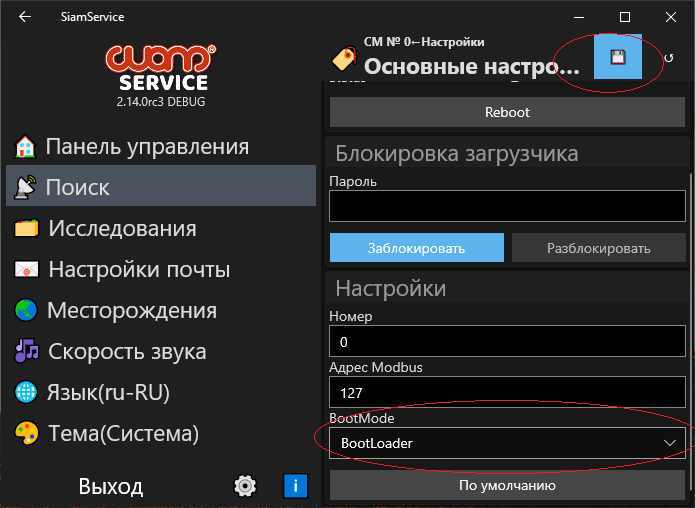 SiamService
СИАМ
SERVICE
2.14.0rc3 DEBUG
Панель управления
Поиск
Исследования
Настройки почты
Месторождения
Скорость звука
Язык(ru-RU)
Тема(Система)
Выход
СМ № 0←Настройки
Основные настро...
Reboot
Блокировка загрузчика
Пароль
Заблокировать
Разблокировать
Настройки
Номер
0
Адрес Modbus
127
BootMode
BootLoader
По умолчанию